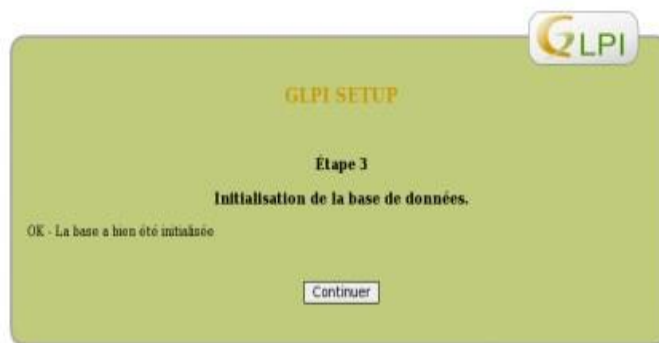 GLPI
GLPI SETUP
Étape 3
Initialisation de la base de données.
OK - La base a bien été initialisée
Continuer